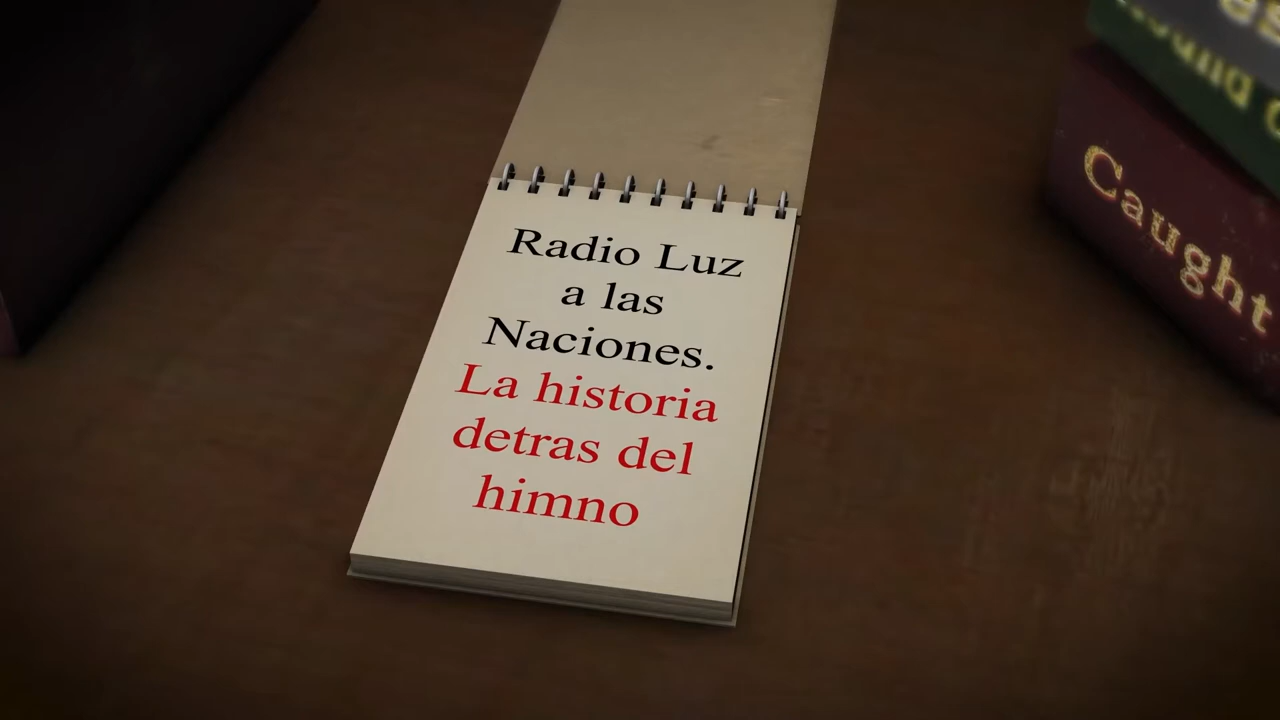 Radio Luz
a las
Naciones.
La historia
detras del
himno
Caught